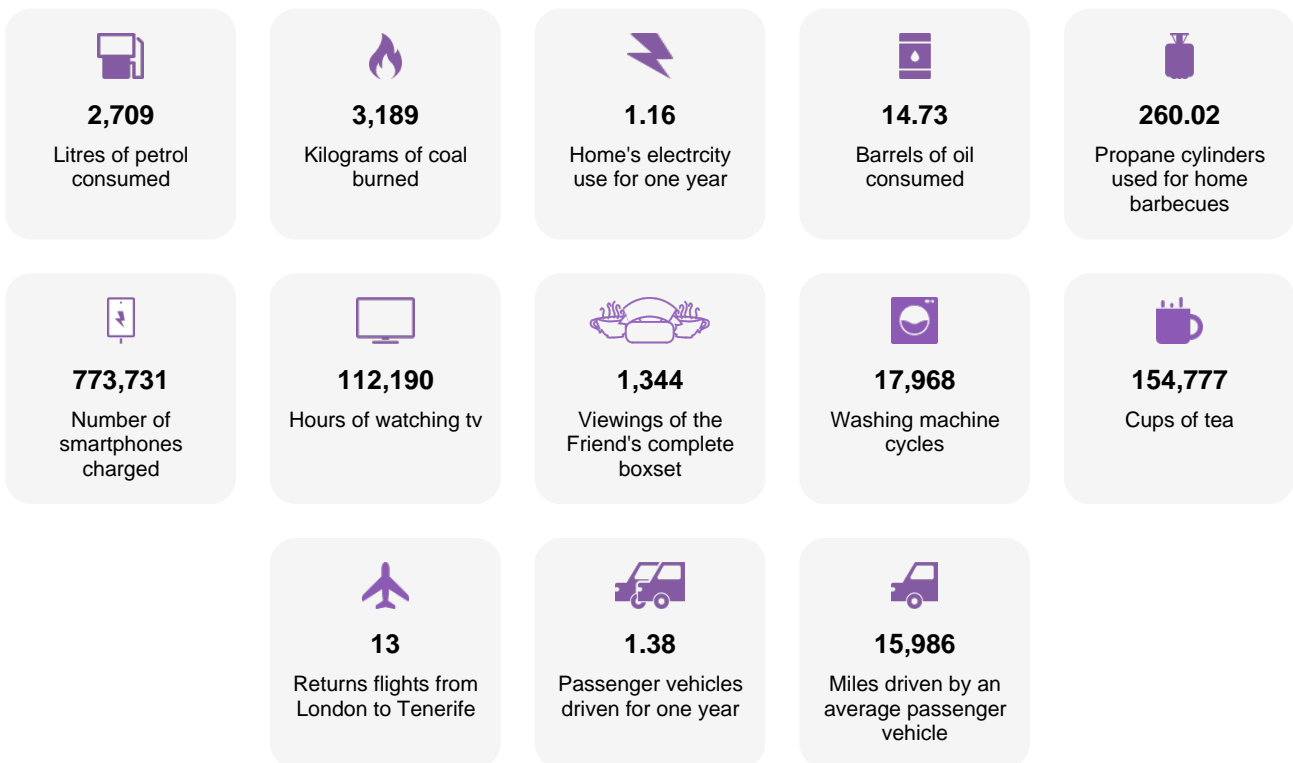 2,709
Litres of petrol
consumed
3,189
Kilograms of coal
burned
1.16
Home's electrcity
use for one year
14.73
Barrels of oil
consumed
260.02
Propane cylinders
used for home
barbecues
773,731
Number of
smartphones
charged
112,190
Hours of watching tv
1,344
Viewings of the
Friend's complete
boxset
17,968
Washing machine
cycles
154,777
Cups of tea
13
Returns flights from
London to Tenerife
1.38
Passenger vehicles
driven for one year
15,986
Miles driven by an
average passenger
vehicle